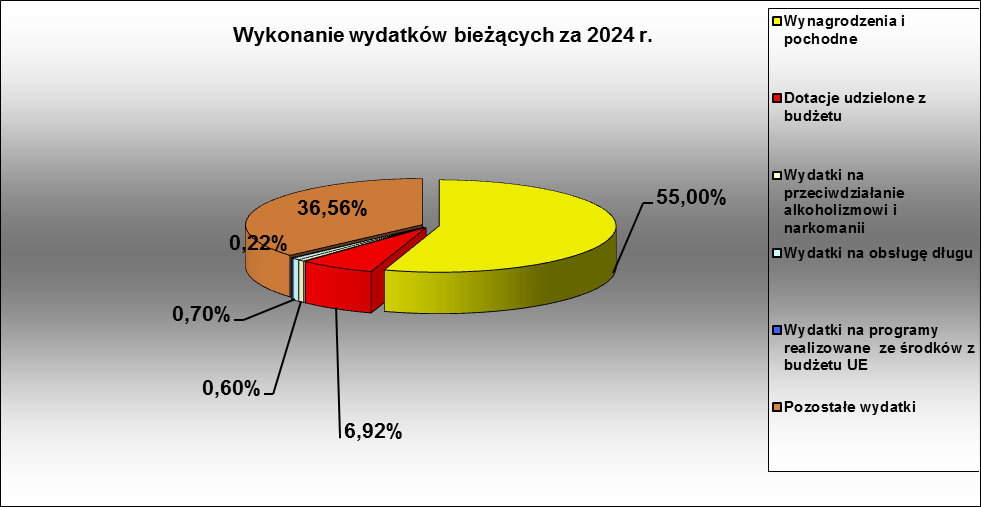 Wykonanie wydatków bieżących za 2024 r.
55,00%
36,56%
0,22%
0,70%
0,60%
6,92%
Wynagrodzenia i
pochodne
Dotacje udzielone z
budżetu
Wydatki na
przeciwdziałanie
alkoholizmowi i
narkomanii
Wydatki na obsługę długu
Wydatki na programy
realizowane  ze środków z
budżetu UE
Pozostałe wydatki